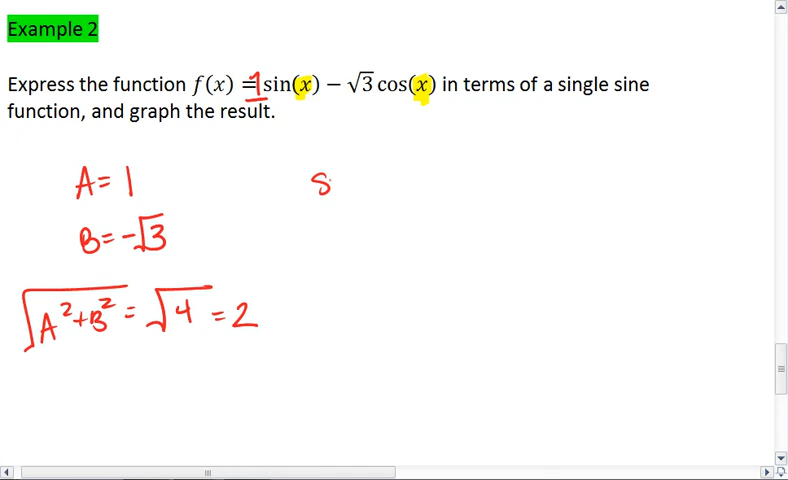 Example 2
Express the function f(x) = 1 sin(x) − √3 cos(x) in terms of a single sine
function, and graph the result.
A = 1
B = -√3
√A²+B² = √4 = 2
S